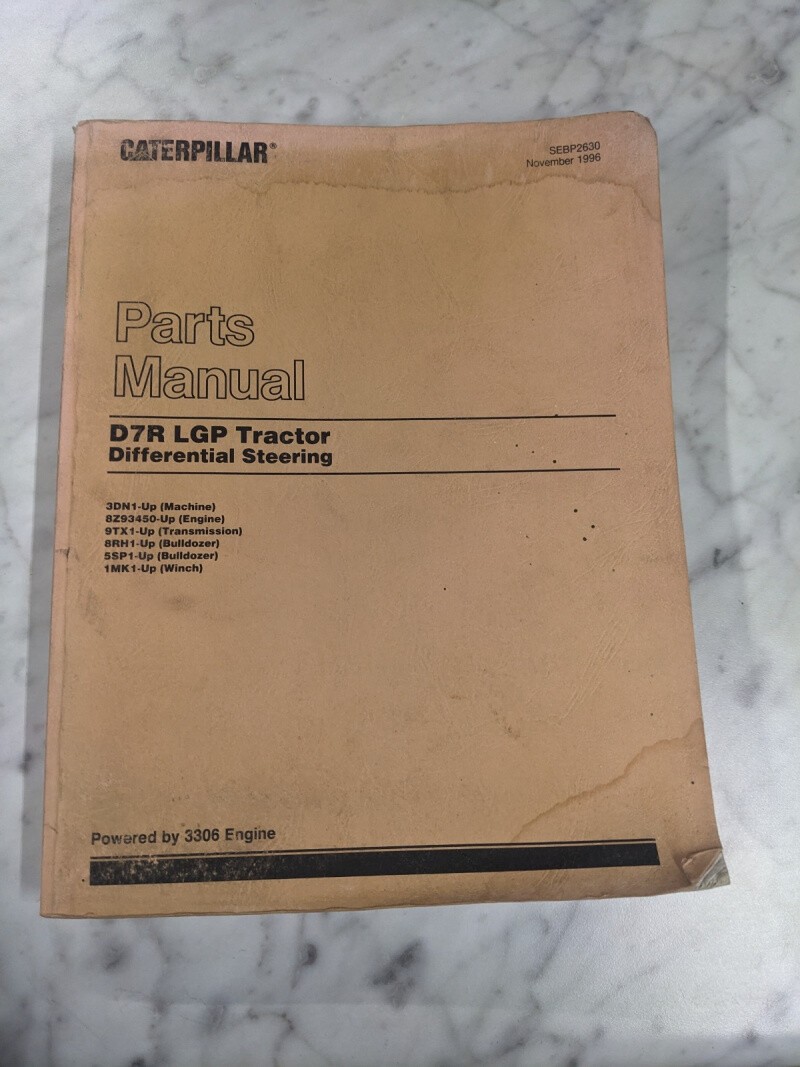 CATERPILLAR®
SEBP2630
November 1996
Parts
Manual
D7R LGP Tractor
Differential Steering
3DN1-Up (Machine)
8Z93450-Up (Engine)
9TX1-Up (Transmission)
8RH1-Up (Bulldozer)
5SP1-Up (Bulldozer)
1MK1-Up (Winch)
Powered by 3306 Engine